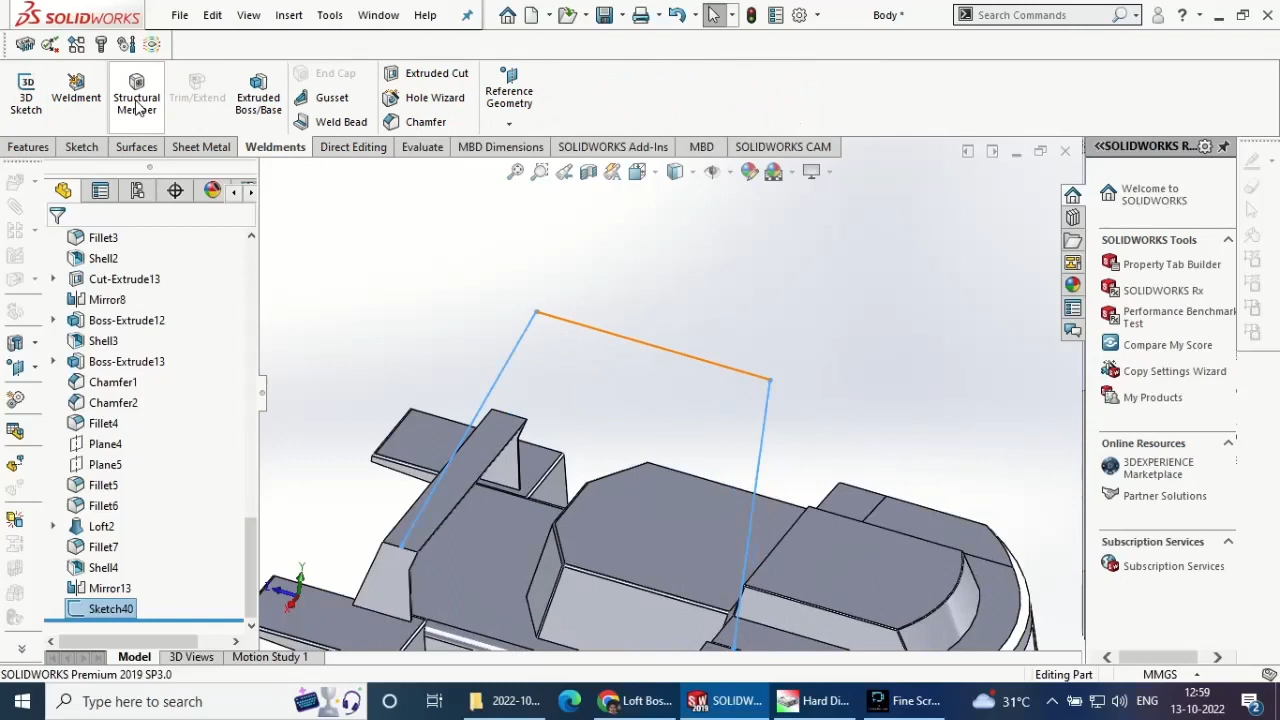 SOLIDWORKS
File Edit View Insert Tools Window Help
Body *
Search Commands
3D Sketch
Weldment
Structural Member
Trim/Extend
Extruded Boss/Base
End Cap
Gusset
Weld Bead
Extruded Cut
Hole Wizard
Chamfer
Reference Geometry
Features Sketch Surfaces Sheet Metal Weldments Direct Editing Evaluate MBD Dimensions SOLIDWORKS Add-Ins MBD SOLIDWORKS CAM
Fillet3
Shell2
Cut-Extrude13
Mirror8
Boss-Extrude12
Shell3
Boss-Extrude13
Chamfer1
Chamfer2
Fillet4
Plane4
Plane5
Fillet5
Fillet6
Loft2
Fillet7
Shell4
Mirror13
Sketch40
Y
X
Z
SOLIDWORKS R...
Welcome to
SOLIDWORKS
SOLIDWORKS Tools
Property Tab Builder
SOLIDWORKS Rx
Performance Benchmark
Test
Compare My Score
Copy Settings Wizard
My Products
Online Resources
3DEXPERIENCE
Marketplace
Partner Solutions
Subscription Services
Subscription Services
Model 3D Views Motion Study 1
SOLIDWORKS Premium 2019 SP3.0
Editing Part
MMGS
Type here to search
2022-10...
Loft Bos...
SOLIDW...
Hard Di...
Fine Scr...
31°C
ENG
12:59
13-10-2022
2